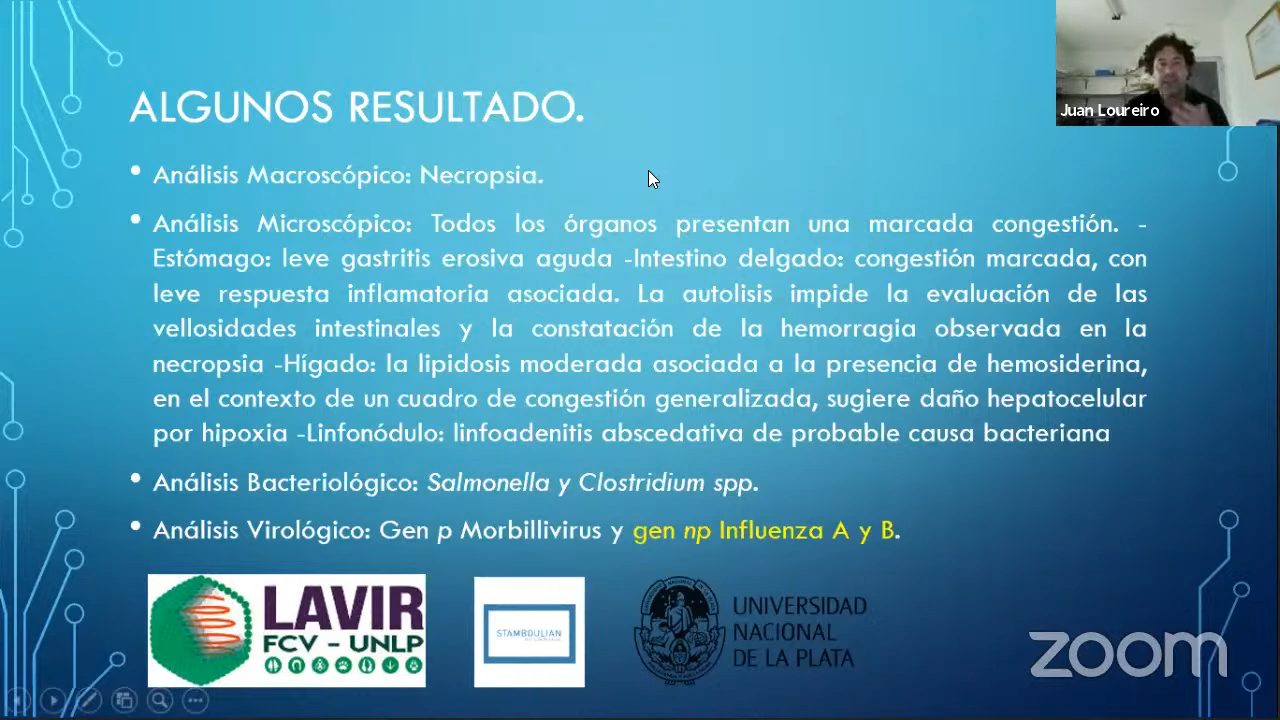 Juan Loureiro
ALGUNOS RESULTADO.
• Análisis Macroscópico: Necropsia.
• Análisis Microscópico: Todos los órganos presentan una marcada congestión. -
Estómago: leve gastritis erosiva aguda -Intestino delgado: congestión marcada, con
leve respuesta inflamatoria asociada. La autolisis impide la evaluación de las
vellosidades intestinales y la constatación de la hemorragia observada en la
necropsia -Hígado: la lipidosis moderada asociada a la presencia de hemosiderina,
en el contexto de un cuadro de congestión generalizada, sugiere daño hepatocelular
por hipoxia -Linfonódulo: linfoadenitis abscedativa de probable causa bacteriana
• Análisis Bacteriológico: Salmonella y Clostridium spp.
• Análisis Virológico: Gen p Morbillivirus y gen np Influenza A y B.
LAVIR
FCV - UNLP
STAMBOULIAN
UNIVERSIDAD
NACIONAL
DE LA PLATA
zoom